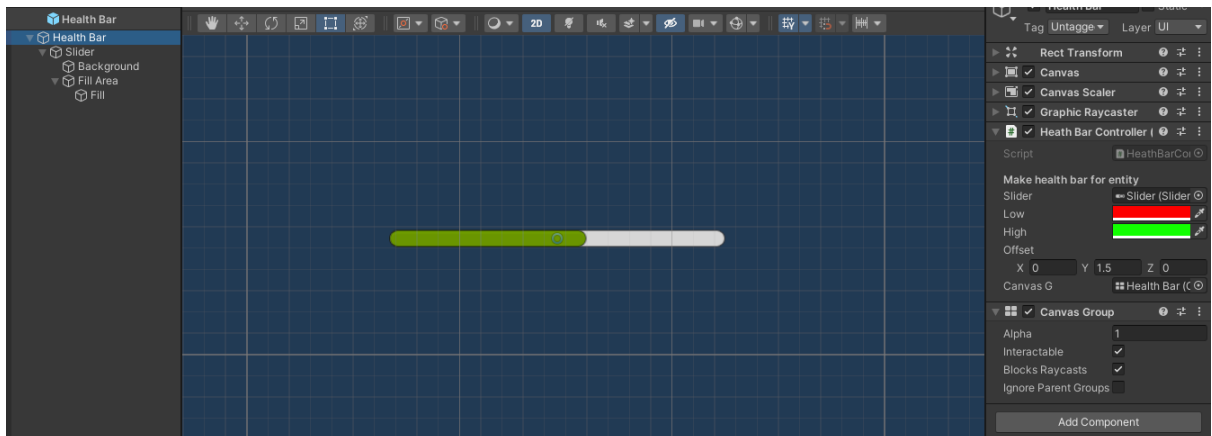 Health Bar
Health Bar
Slider
Background
Fill Area
Fill
2D
Tag Untagge Layer UI
Rect Transform
Canvas
Canvas Scaler
Graphic Raycaster
# Heath Bar Controller (
Script HeathBarCo
Make health bar for entity
Slider Slider (Slider
Low
High
Offset
X 0 Y 1.5 Z 0
Canvas G Health Bar (C
Canvas Group
Alpha 1
Interactable
Blocks Raycasts
Ignore Parent Groups
Add Component